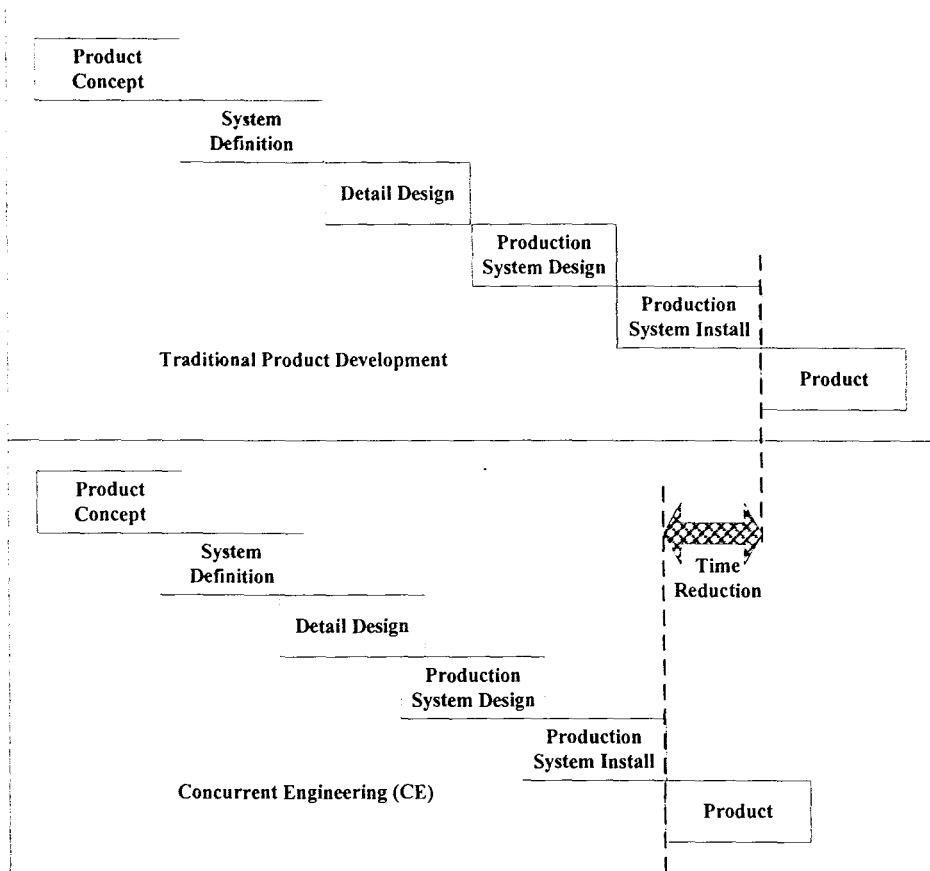 Product
Concept
System
Definition
Detail Design
Production
System Design
Production
System Install
Traditional Product Development
Product
Product
Concept
System
Definition
Time
Reduction
Detail Design
Production
System Design
Production
System Install
Concurrent Engineering (CE)
Product